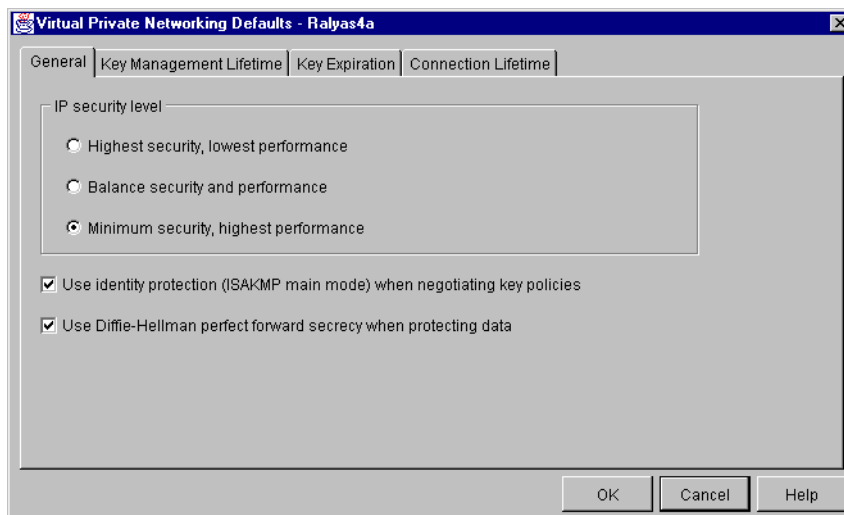 Virtual Private Networking Defaults - Ralyas4a
General Key Management Lifetime Key Expiration Connection Lifetime
IP security level
Highest security, lowest performance
Balance security and performance
Minimum security, highest performance
Use identity protection (ISAKMP main mode) when negotiating key policies
Use Diffie-Hellman perfect forward secrecy when protecting data
OK Cancel Help